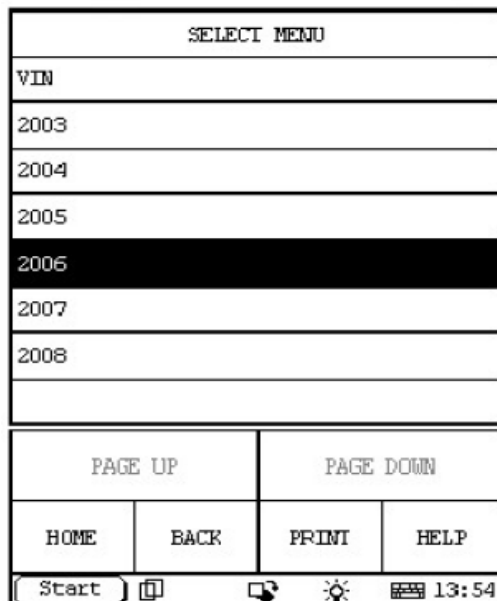 SELECT MENU
VIN
2003
2004
2005
2006
2007
2008
PAGE UP PAGE DOWN
HOME BACK PRINT HELP
Start 13:54